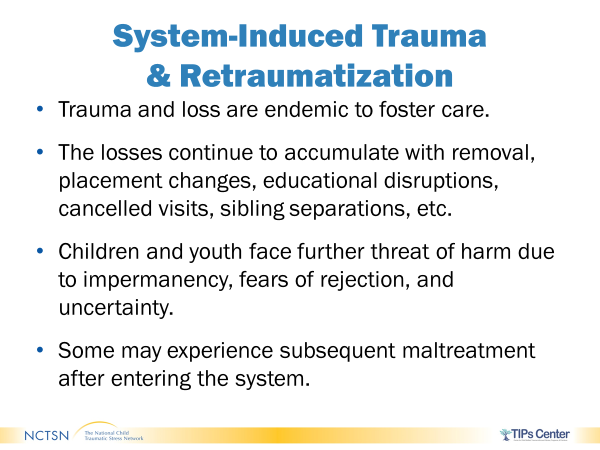 System-Induced Trauma
& Retraumatization
• Trauma and loss are endemic to foster care.
• The losses continue to accumulate with removal,
placement changes, educational disruptions,
cancelled visits, sibling separations, etc.
• Children and youth face further threat of harm due
to impermanency, fears of rejection, and
uncertainty.
• Some may experience subsequent maltreatment
after entering the system.
NCTSN
The National Child
Traumatic Stress Network
TIPs Center